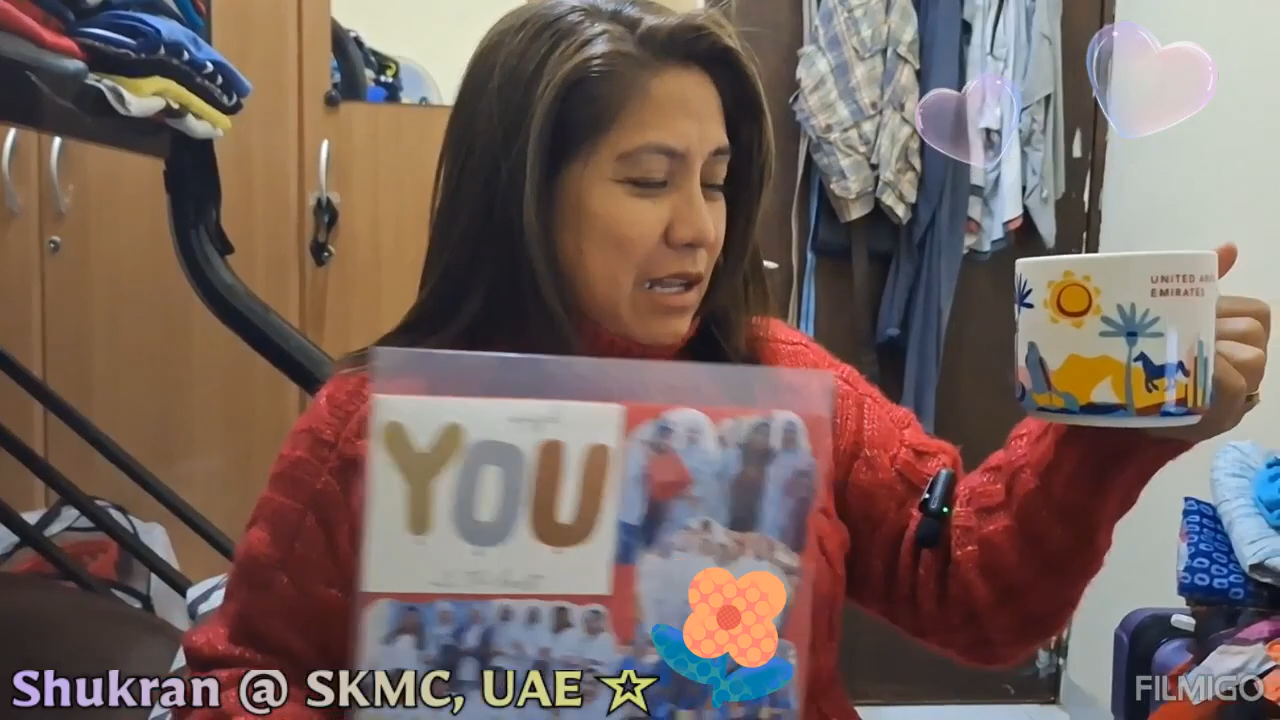 UNITED ARAB
EMIRATES
YOU
Shukran @ SKMC, UAE ☆
FILMIGO